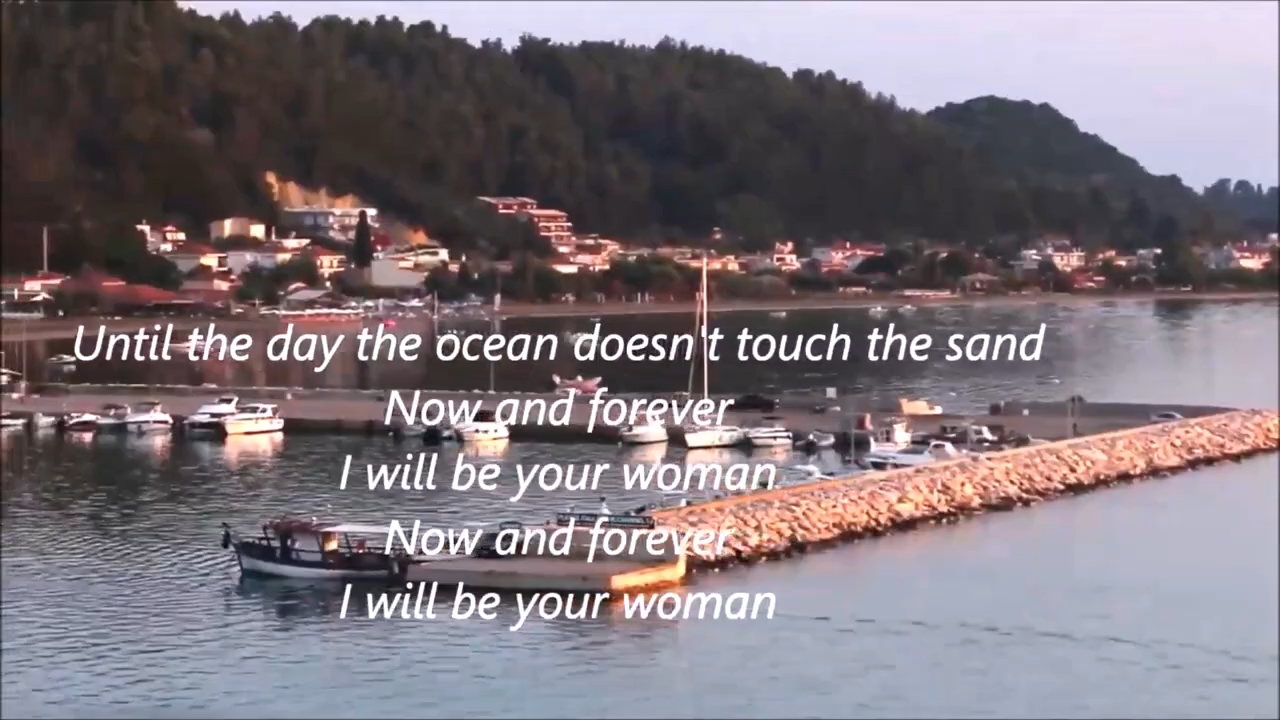 Until the day the ocean doesn't touch the sand
Now and forever
I will be your woman
Now and forever
I will be your woman